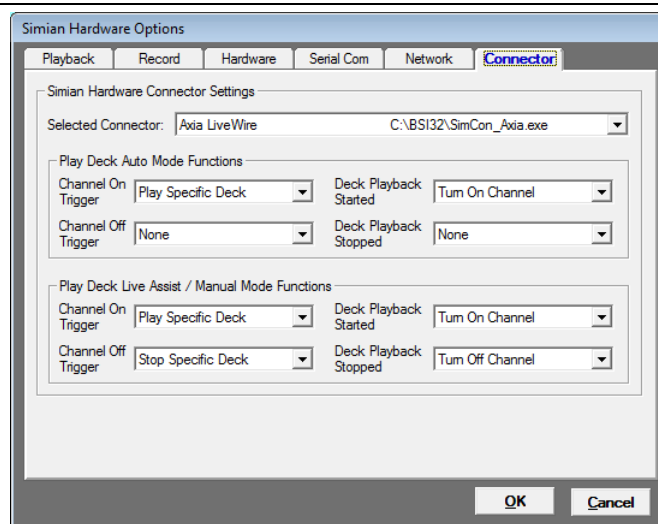 Simian Hardware Options
Playback Record Hardware Serial Com Network Connector
Simian Hardware Connector Settings
Selected Connector: Axia LiveWire C:\BSI32\SimCon_Axia.exe
Play Deck Auto Mode Functions
Channel On Trigger Play Specific Deck Deck Playback Started Turn On Channel
Channel Off Trigger None Deck Playback Stopped None
Play Deck Live Assist / Manual Mode Functions
Channel On Trigger Play Specific Deck Deck Playback Started Turn On Channel
Channel Off Trigger Stop Specific Deck Deck Playback Stopped Turn Off Channel
OK Cancel